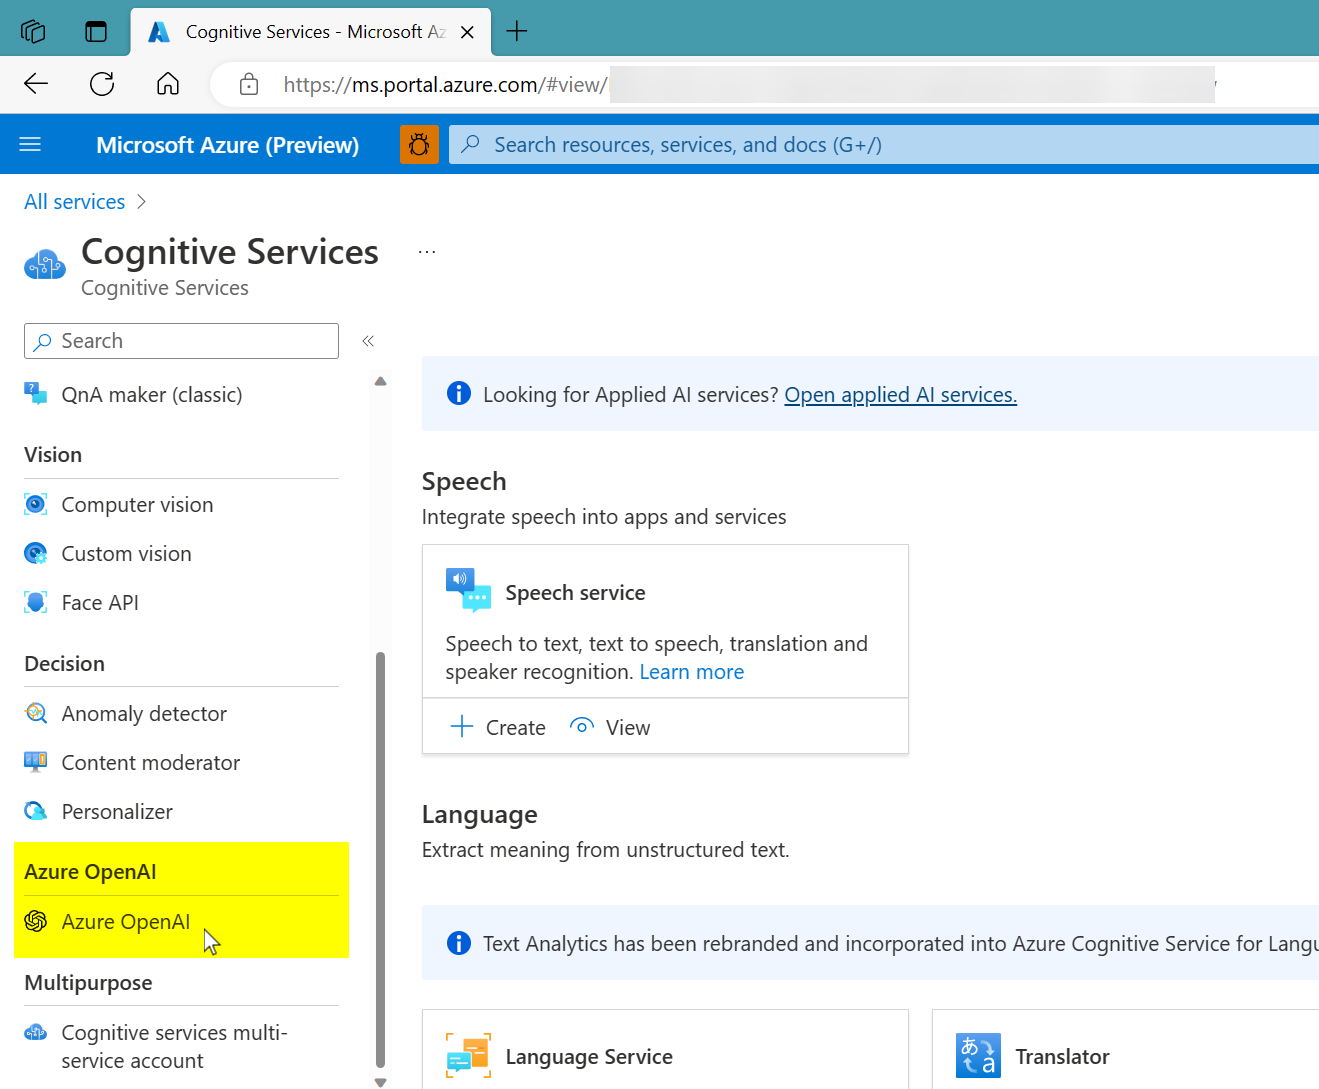 Cognitive Services - Microsoft Az
https://ms.portal.azure.com/#view/
Microsoft Azure (Preview)
Search resources, services, and docs (G+/)
All services
Cognitive Services
Cognitive Services
Search
QnA maker (classic)
Vision
Computer vision
Custom vision
Face API
Decision
Anomaly detector
Content moderator
Personalizer
Azure OpenAI
Azure OpenAI
Multipurpose
Cognitive services multi-
service account
Looking for Applied AI services? Open applied AI services.
Speech
Integrate speech into apps and services
Speech service
Speech to text, text to speech, translation and
speaker recognition. Learn more
Create View
Language
Extract meaning from unstructured text.
Text Analytics has been rebranded and incorporated into Azure Cognitive Service for Langu
Language Service
あ a
Translator